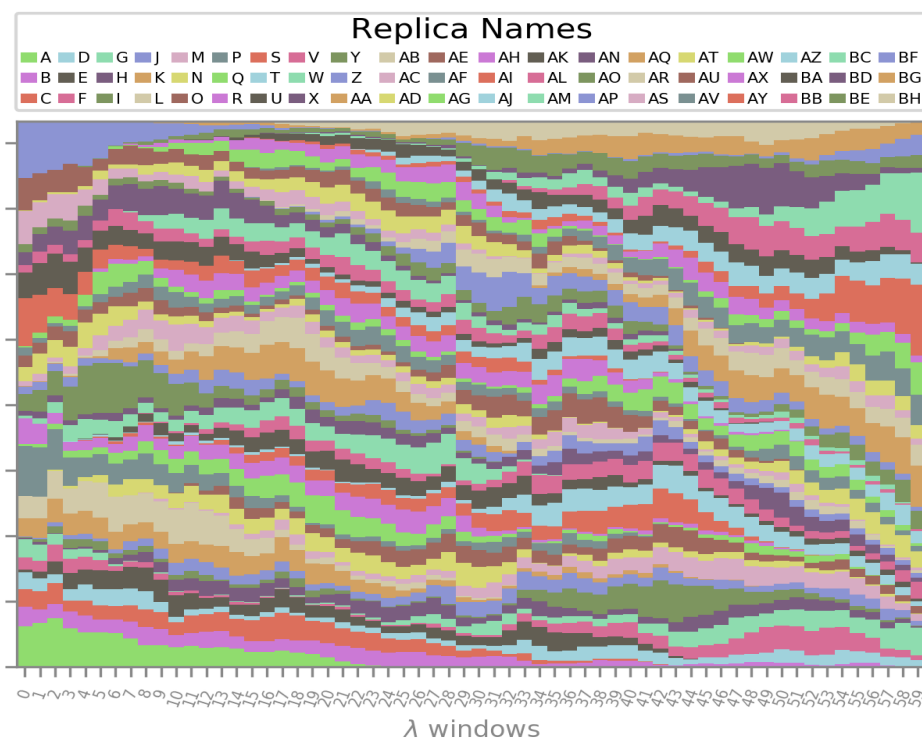 Replica Names
A D G J M P S V Y AB AE AH AK AN AQ AT AW AZ BC BF
B E H K N Q T W Z AC AF AI AL AO AR AU AX BA BD BG
C F I L O R U X AA AD AG AJ AM AP AS AV AY BB BE BH
0 1 2 3 4 5 6 7 8 9 10 11 12 13 14 15 16 17 18 19 20 21 22 23 24 25 26 27 28 29 30 31 32 33 34 35 36 37 38 39 40 41 42 43 44 45 46 47 48 49 50 51 52 53 54 55 56 57 58 59
λ windows